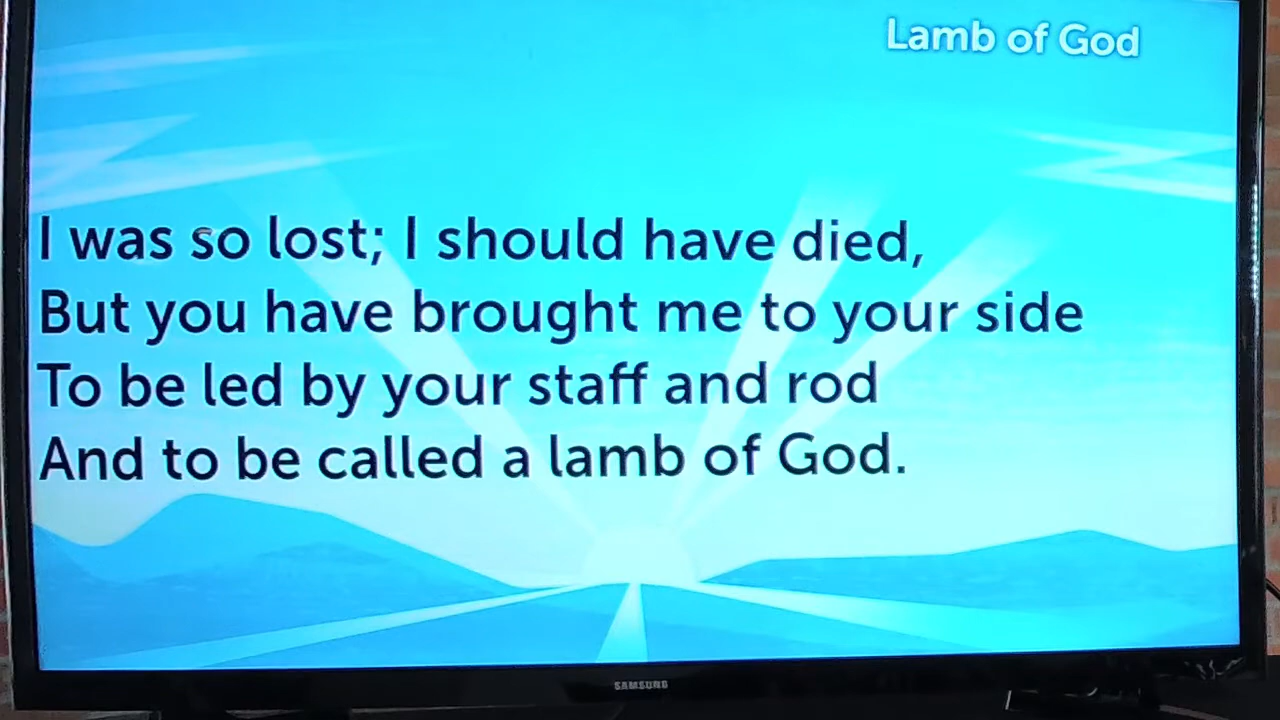 Lamb of God
I was so lost; I should have died,
But you have brought me to your side
To be led by your staff and rod
And to be called a lamb of God.
SAMSUNG